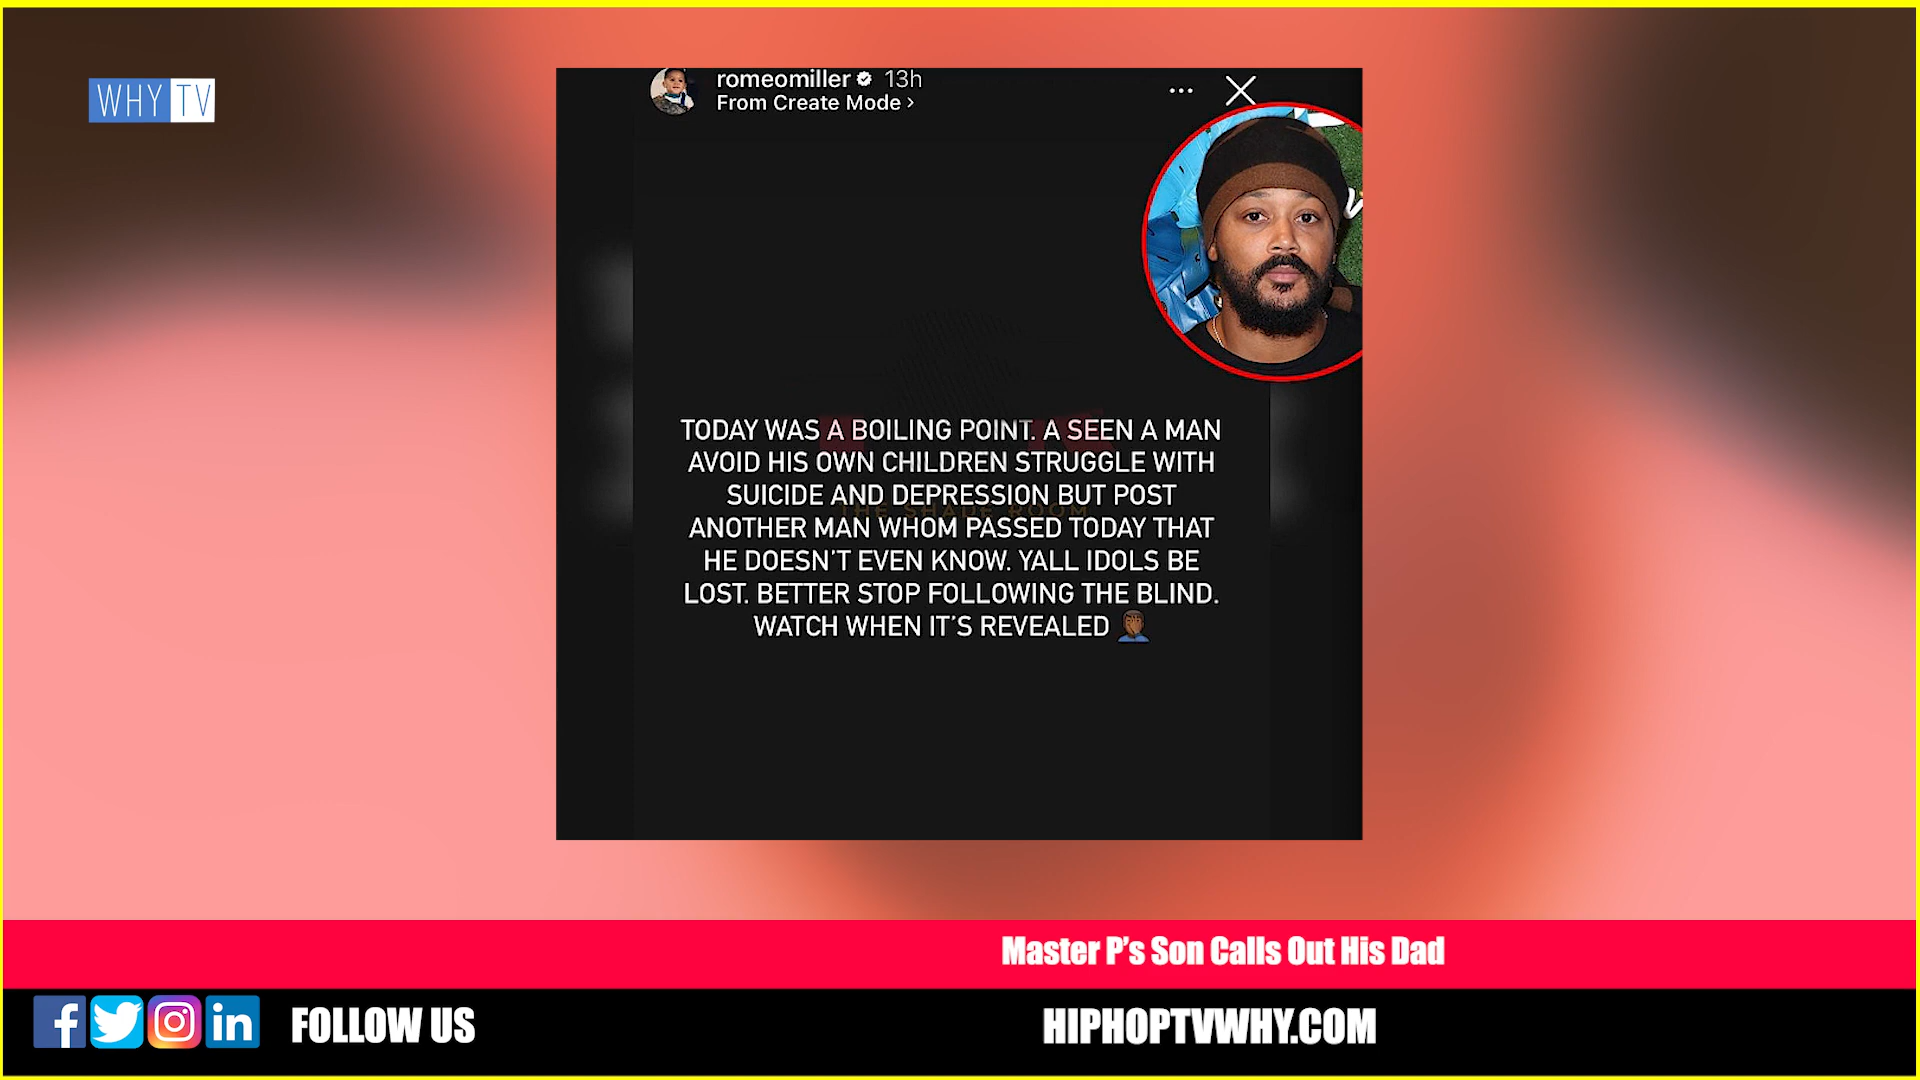 WHY TV
romeomiller 13h
From Create Mode ›
TODAY WAS A BOILING POINT. A SEEN A MAN
AVOID HIS OWN CHILDREN STRUGGLE WITH
SUICIDE AND DEPRESSION BUT POST
THE SHADE ROOM
ANOTHER MAN WHOM PASSED TODAY THAT
HE DOESN'T EVEN KNOW. YALL IDOLS BE
LOST. BETTER STOP FOLLOWING THE BLIND.
WATCH WHEN IT'S REVEALED
Master P's Son Calls Out His Dad
FOLLOW US
HIPHOPTVWHY.COM